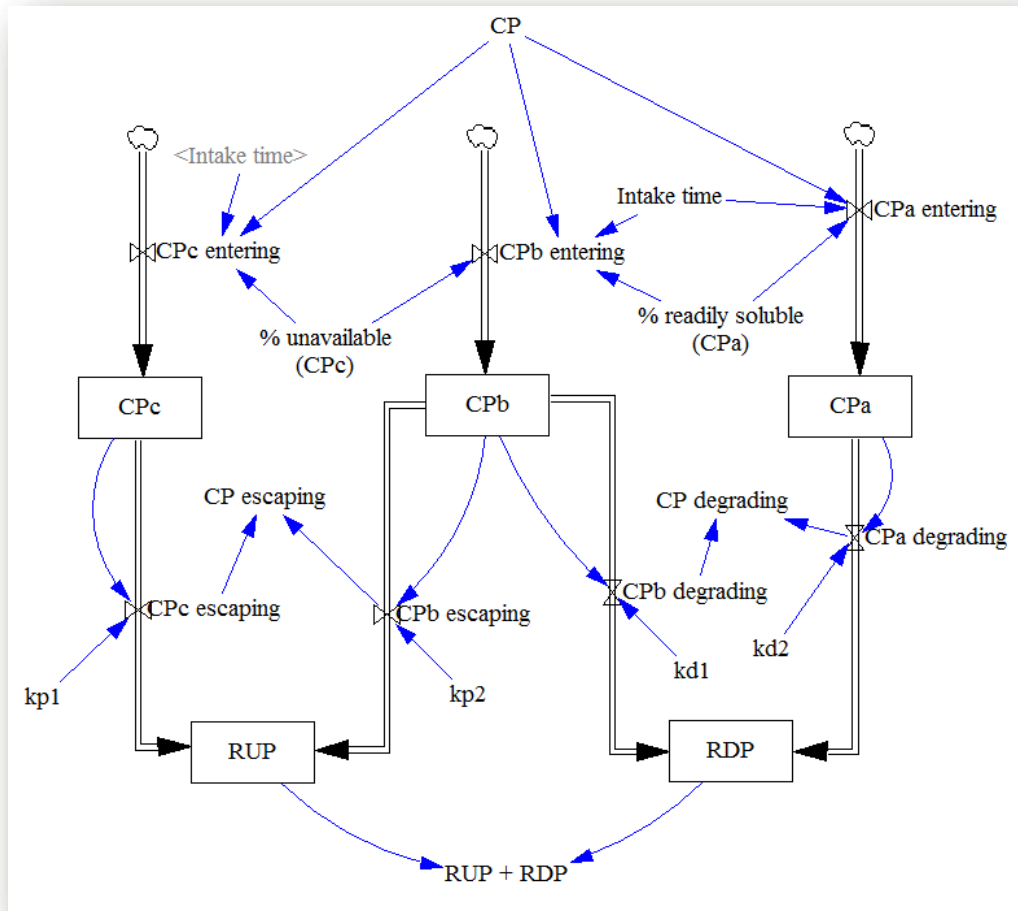 CP
<Intake time>
Intake time
CPa entering
CPc entering
CPb entering
% unavailable
(CPc)
% readily soluble
(CPa)
CPc
CPb
CPa
CP escaping
CP degrading
CPa degrading
CPb degrading
CPc escaping
CPb escaping
kp1
kp2
kd1
kd2
RUP
RDP
RUP + RDP